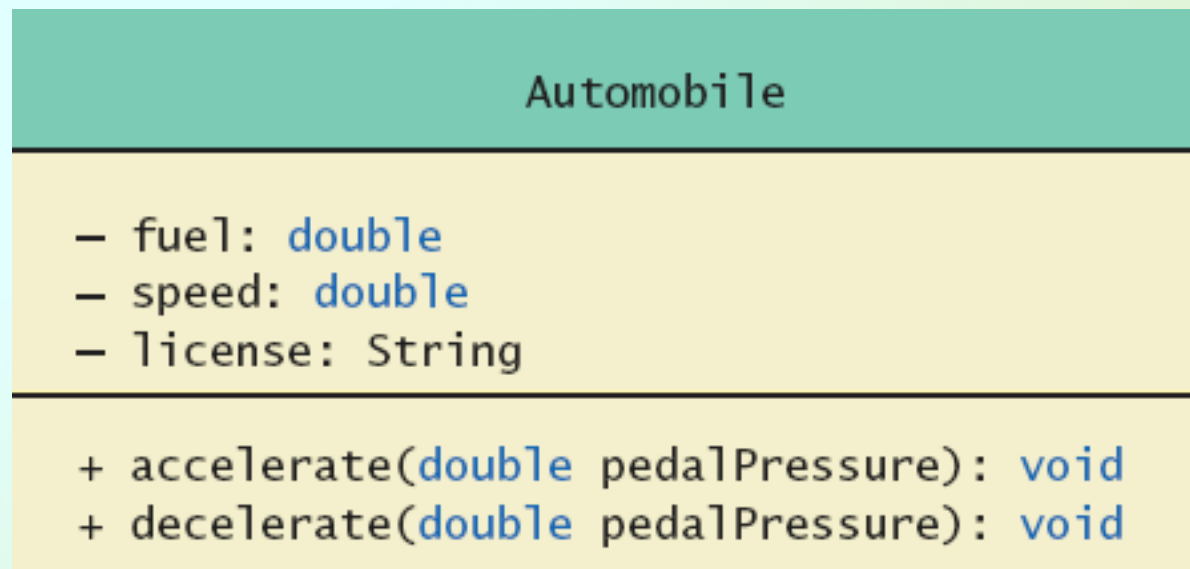 Automobile
– fuel: double
– speed: double
– license: String
+ accelerate(double pedalPressure): void
+ decelerate(double pedalPressure): void